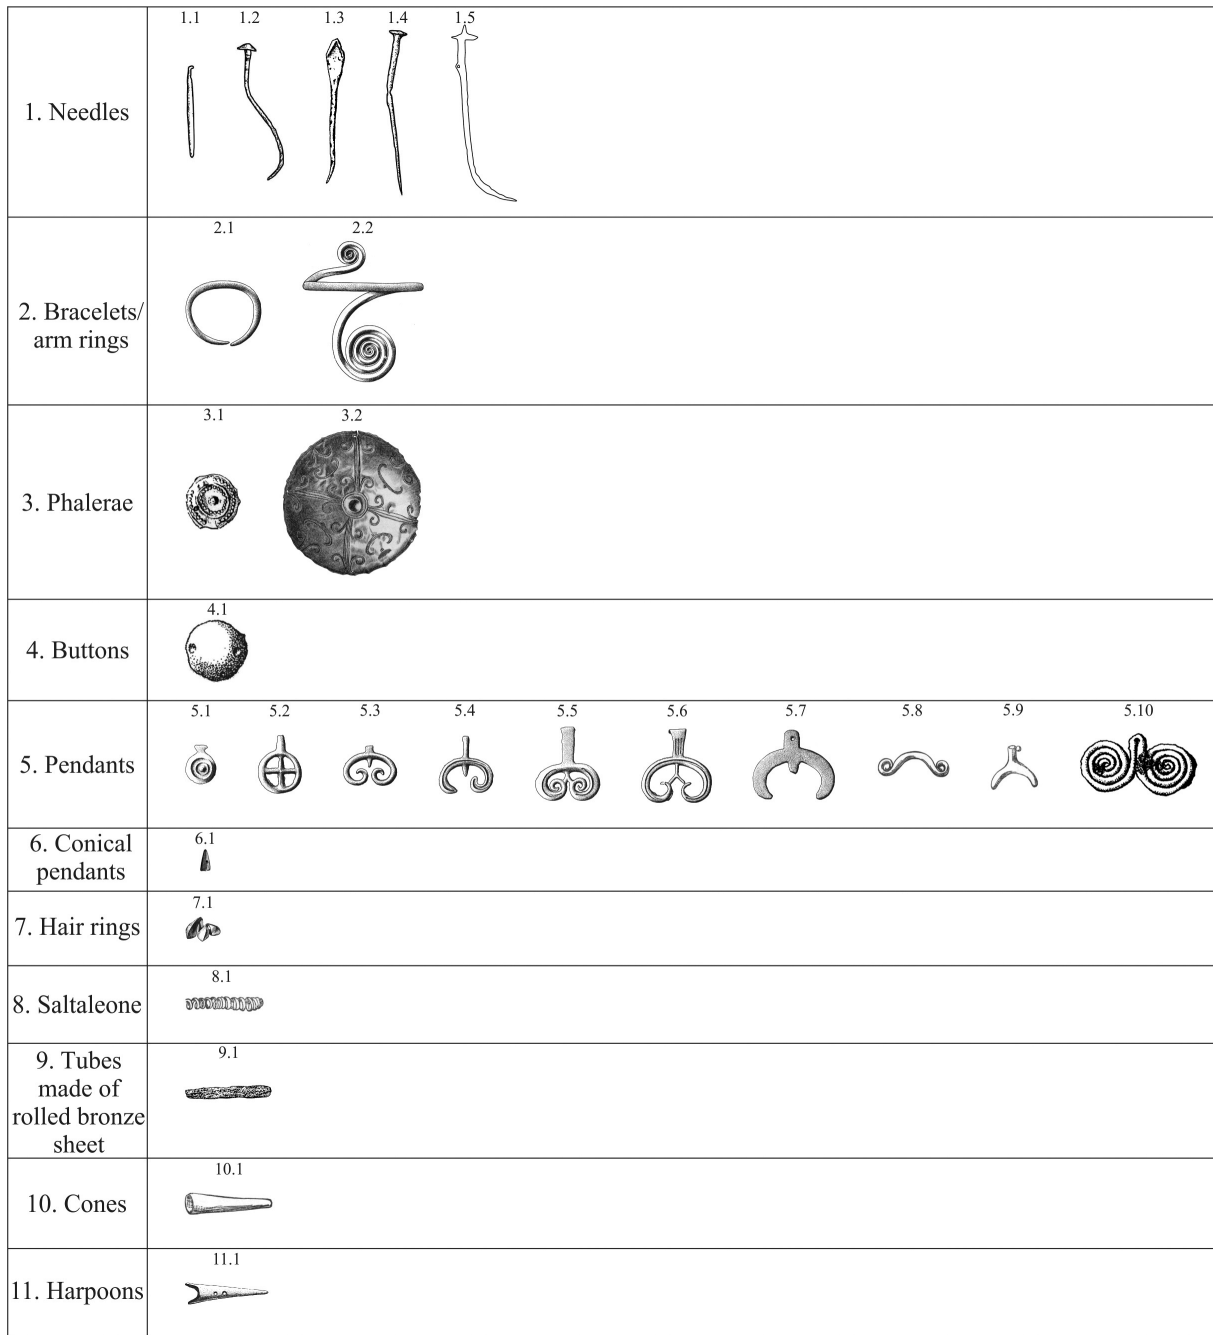 1.1 1.2 1.3 1.4 1.5
1. Needles
2.1 2.2
2. Bracelets/
arm rings
3.1 3.2
3. Phalerae
4.1
4. Buttons
5.1 5.2 5.3 5.4 5.5 5.6 5.7 5.8 5.9 5.10
5. Pendants
6.1
6. Conical
pendants
7.1
7. Hair rings
8.1
8. Saltaleone
9.1
9. Tubes
made of
rolled bronze
sheet
10.1
10. Cones
11.1
11. Harpoons